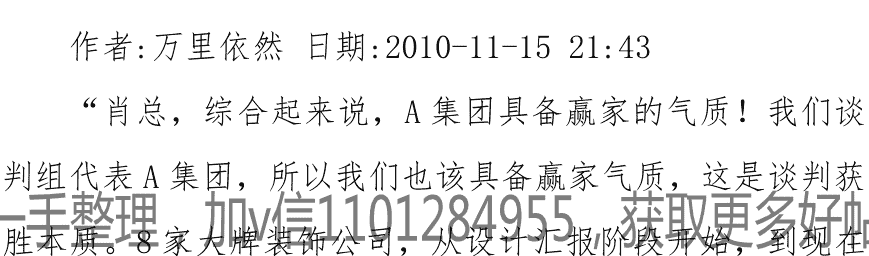 作者:万里依然 日期:2010-11-15 21:43
“肖总，综合起来说，A 集团具备赢家的气质！我们谈
判组代表 A 集团，所以我们也该具备赢家气质，这是谈判获
一手整理，加v信1101284955，获取更多好帖
胜本质。8 家大牌装饰公司，从设计汇报阶段开始，到现在